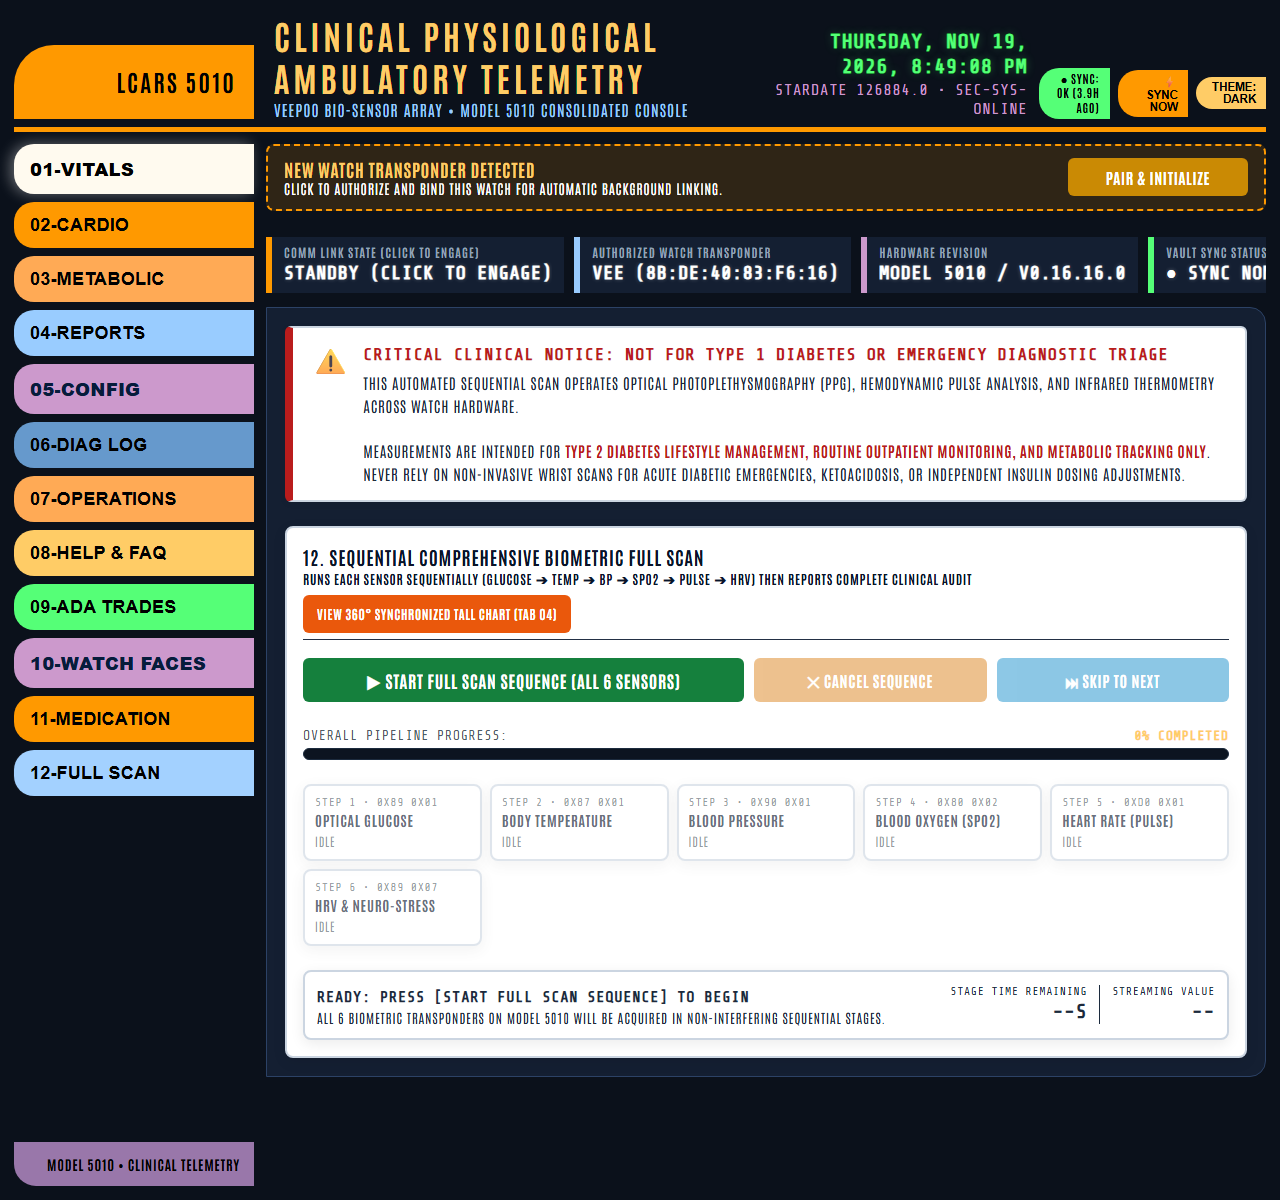 LCARS 5010
CLINICAL PHYSIOLOGICAL
AMBULATORY TELEMETRY
VEEPOO BIO-SENSOR ARRAY • MODEL 5010 CONSOLIDATED CONSOLE
THURSDAY, NOV 19,
2026, 8:49:08 PM
STARDATE 126884.0 · SEC-SYS-
ONLINE
● SYNC:
OK (3.9H
AGO)
SYNC
NOW
THEME:
DARK
01-VITALS
02-CARDIO
03-METABOLIC
04-REPORTS
05-CONFIG
06-DIAG LOG
07-OPERATIONS
08-HELP & FAQ
09-ADA TRADES
10-WATCH FACES
11-MEDICATION
12-FULL SCAN
MODEL 5010 • CLINICAL TELEMETRY
NEW WATCH TRANSPONDER DETECTED
CLICK TO AUTHORIZE AND BIND THIS WATCH FOR AUTOMATIC BACKGROUND LINKING.
PAIR & INITIALIZE
COMM LINK STATE (CLICK TO ENGAGE)
STANDBY (CLICK TO ENGAGE)
AUTHORIZED WATCH TRANSPONDER
VEE (8B:DE:40:83:F6:16)
HARDWARE REVISION
MODEL 5010 / V0.16.16.0
VAULT SYNC STATUS
● SYNC
⚠️ CRITICAL CLINICAL NOTICE: NOT FOR TYPE 1 DIABETES OR EMERGENCY DIAGNOSTIC TRIAGE
THIS AUTOMATED SEQUENTIAL SCAN OPERATES OPTICAL PHOTOPLETHYSMOGRAPHY (PPG), HEMODYNAMIC PULSE ANALYSIS, AND INFRARED THERMOMETRY
ACROSS WATCH HARDWARE.
MEASUREMENTS ARE INTENDED FOR TYPE 2 DIABETES LIFESTYLE MANAGEMENT, ROUTINE OUTPATIENT MONITORING, AND METABOLIC TRACKING ONLY.
NEVER RELY ON NON-INVASIVE WRIST SCANS FOR ACUTE DIABETIC EMERGENCIES, KETOACIDOSIS, OR INDEPENDENT INSULIN DOSING ADJUSTMENTS.
12. SEQUENTIAL COMPREHENSIVE BIOMETRIC FULL SCAN
RUNS EACH SENSOR SEQUENTIALLY (GLUCOSE ➔ TEMP ➔ BP ➔ SPO2 ➔ PULSE ➔ HRV) THEN REPORTS COMPLETE CLINICAL AUDIT
VIEW 360° SYNCHRONIZED TALL CHART (TAB 04)
▶ START FULL SCAN SEQUENCE (ALL 6 SENSORS)
✕ CANCEL SEQUENCE
⏭ SKIP TO NEXT
OVERALL PIPELINE PROGRESS:
0% COMPLETED
STEP 1 · 0X89 0X01
OPTICAL GLUCOSE
IDLE
STEP 2 · 0X87 0X01
BODY TEMPERATURE
IDLE
STEP 3 · 0X90 0X01
BLOOD PRESSURE
IDLE
STEP 4 · 0X80 0X02
BLOOD OXYGEN (SPO2)
IDLE
STEP 5 · 0XD0 0X01
HEART RATE (PULSE)
IDLE
STEP 6 · 0X89 0X07
HRV & NEURO-STRESS
IDLE
READY: PRESS [START FULL SCAN SEQUENCE] TO BEGIN
ALL 6 BIOMETRIC TRANSPONDERS ON MODEL 5010 WILL BE ACQUIRED IN NON-INTERFERING SEQUENTIAL STAGES.
STAGE TIME REMAINING
--S
STREAMING VALUE
--